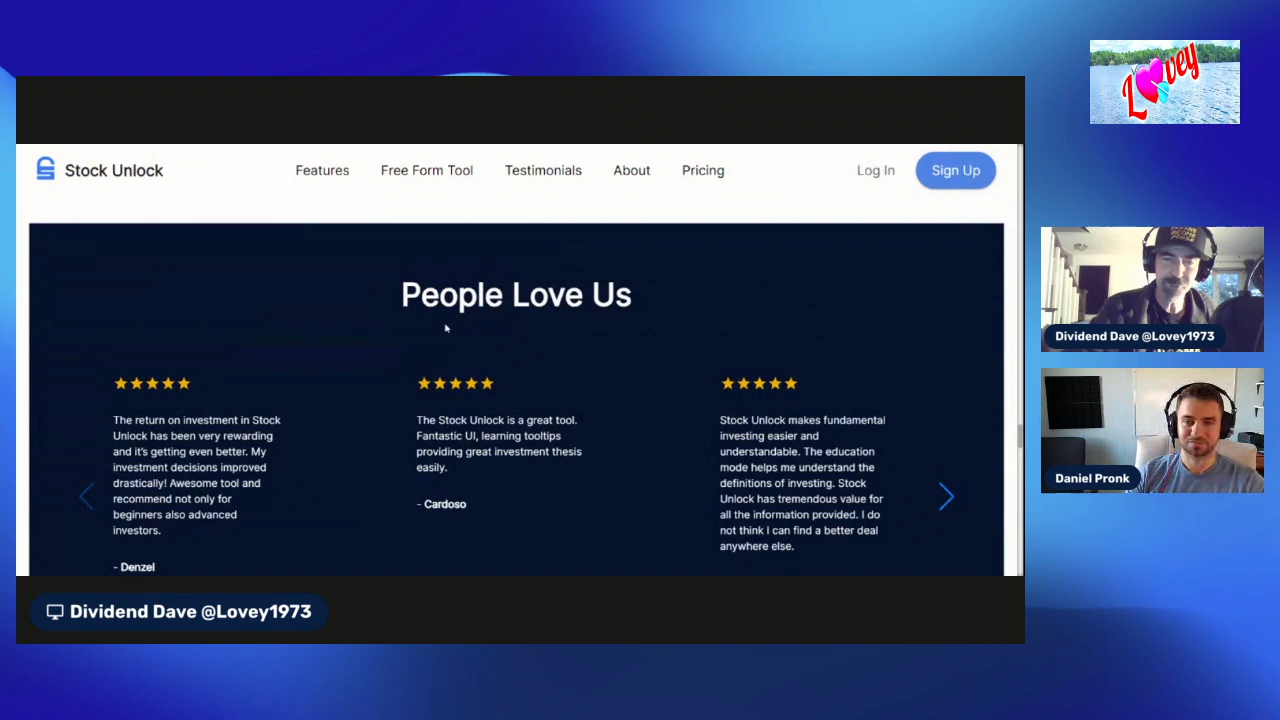 Lovey
Stock Unlock
Features
Free Form Tool
Testimonials
About
Pricing
Log In
Sign Up
People Love Us
The return on investment in Stock
Unlock has been very rewarding
and it's getting even better. My
investment decisions improved
drastically! Awesome tool and
recommend not only for
beginners also advanced
investors.
- Denzel
The Stock Unlock is a great tool.
Fantastic UI, learning tooltips
providing great investment thesis
easily.
- Cardoso
Stock Unlock makes fundamental
investing easier and
understandable. The education
mode helps me understand the
definitions of investing. Stock
Unlock has tremendous value for
all the information provided. I do
not think I can find a better deal
anywhere else.
Dividend Dave @Lovey1973
Daniel Pronk
Dividend Dave @Lovey1973